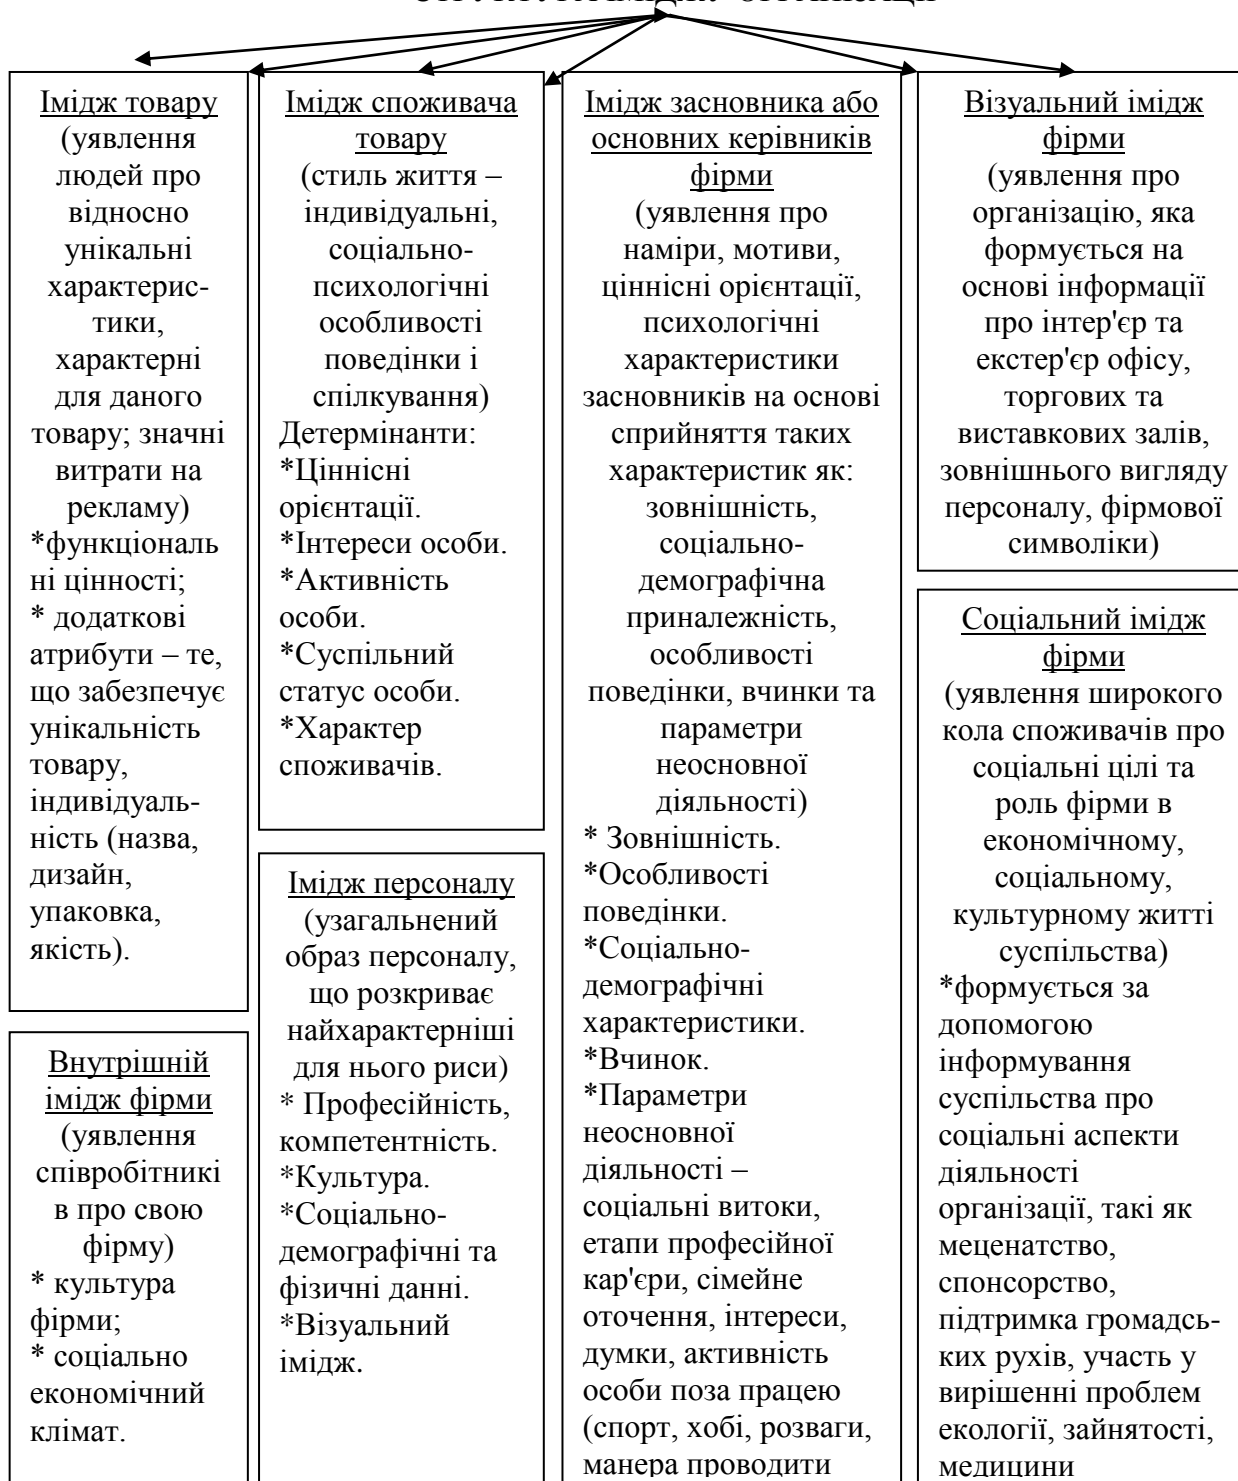 СТРУКТУРА ІМІДЖУ ОРГАНІЗАЦІЇ
Імідж товару
(уявлення
людей про
відносно
унікальні
характерис-
тики,
характерні
для даного
товару; значні
витрати на
рекламу)
*функціональ
ні цінності;
* додаткові
атрибути – те,
що забезпечує
унікальність
товару,
індивідуаль-
ність (назва,
дизайн,
упаковка,
якість).
Внутрішній
імідж фірми
(уявлення
співробітникі
в про свою
фірму)
* культура
фірми;
* соціально
економічний
клімат.
Імідж споживача
товару
(стиль життя –
індивідуальні,
соціально-
психологічні
особливості
поведінки і
спілкування)
Детермінанти:
*Ціннісні
орієнтації.
*Інтереси особи.
*Активність
особи.
*Суспільний
статус особи.
*Характер
споживачів.
Імідж персоналу
(узагальнений
образ персоналу,
що розкриває
найхарактерніші
для нього риси)
* Професійність,
компетентність.
*Культура.
*Соціально-
демографічні та
фізичні данні.
*Візуальний
імідж.
Імідж засновника або
основних керівників
фірми
(уявлення про
наміри, мотиви,
ціннісні орієнтації,
психологічні
характеристики
засновників на основі
сприйняття таких
характеристик як:
зовнішність,
соціально-
демографічна
приналежність,
особливості
поведінки, вчинки та
параметри
неосновної
діяльності)
* Зовнішність.
*Особливості
поведінки.
*Соціально-
демографічні
характеристики.
*Вчинок.
*Параметри
неосновної
діяльності –
соціальні витоки,
етапи професійної
кар'єри, сімейне
оточення, інтереси,
думки, активність
особи поза працею
(спорт, хобі, розваги,
манера проводити
Візуальний імідж
фірми
(уявлення про
організацію, яка
формується на
основі інформації
про інтер'єр та
екстер'єр офісу,
торгових та
виставкових залів,
зовнішнього вигляду
персоналу, фірмової
символіки)
Соціальний імідж
фірми
(уявлення широкого
кола споживачів про
соціальні цілі та
роль фірми в
економічному,
соціальному,
культурному житті
суспільства)
*формується за
допомогою
інформування
суспільства про
соціальні аспекти
діяльності
організації, такі як
меценатство,
спонсорство,
підтримка громадсь-
ких рухів, участь у
вирішенні проблем
екології, зайнятості,
медицини